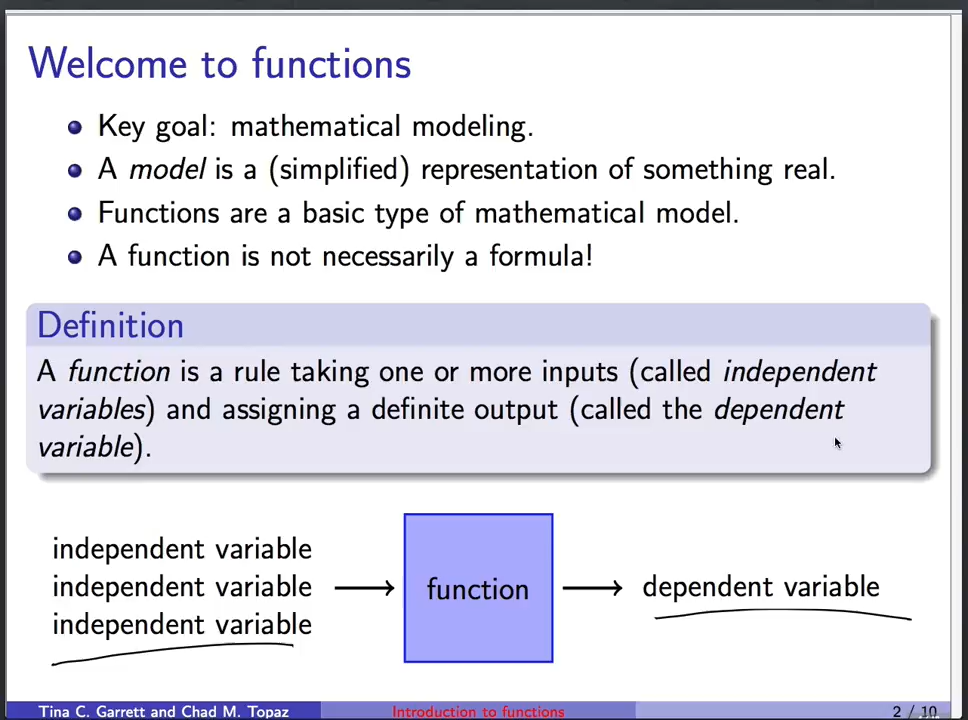 Welcome to functions
Key goal: mathematical modeling.
A model is a (simplified) representation of something real.
Functions are a basic type of mathematical model.
A function is not necessarily a formula!
Definition
A function is a rule taking one or more inputs (called independent
variables) and assigning a definite output (called the dependent
variable).
independent variable
independent variable
independent variable
function
dependent variable
Tina C. Garrett and Chad M. Topaz
Introduction to functions
2 / 10